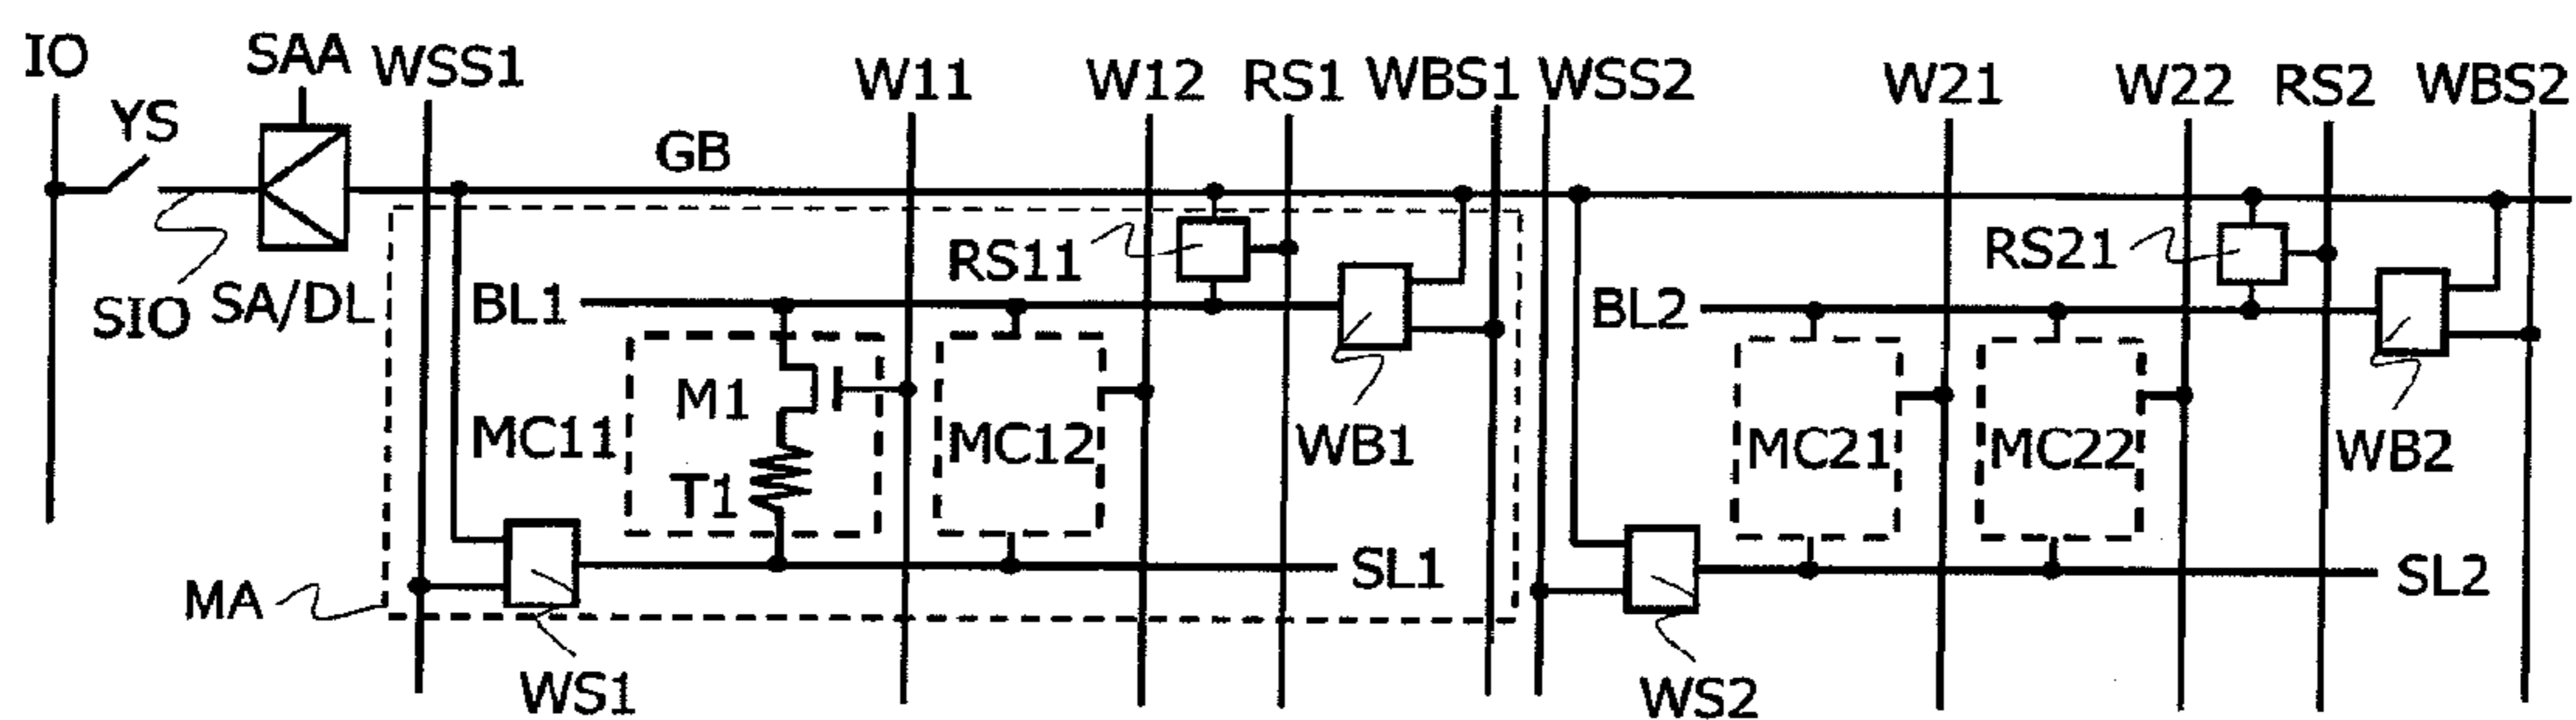 IO
YS
SAA
WSS1
W11
W12
RS1
WBS1
WSS2
W21
W22
RS2
WBS2
GB
SIO
SA/DL
BL1
RS11
BL2
RS21
MC11
M1
T1
MC12
WB1
MC21
MC22
WB2
MA
SL1
SL2
WS1
WS2